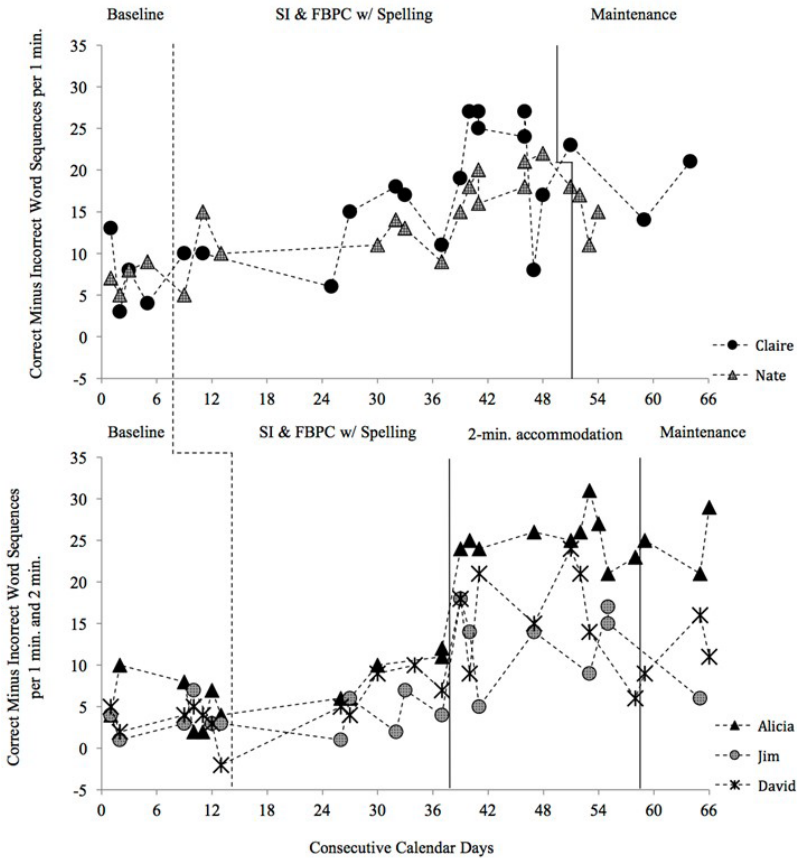 Baseline SI & FBPC w/ Spelling Maintenance
Correct Minus Incorrect Word Sequences per 1 min.
35
30
25
20
15
10
5
0
-5
0 6 12 18 24 30 36 42 48 54 60 66
Claire
Nate
Baseline SI & FBPC w/ Spelling 2-min. accommodation Maintenance
Correct Minus Incorrect Word Sequences
per 1 min. and 2 min.
35
30
25
20
15
10
5
0
-5
0 6 12 18 24 30 36 42 48 54 60 66
Alicia
Jim
David
Consecutive Calendar Days